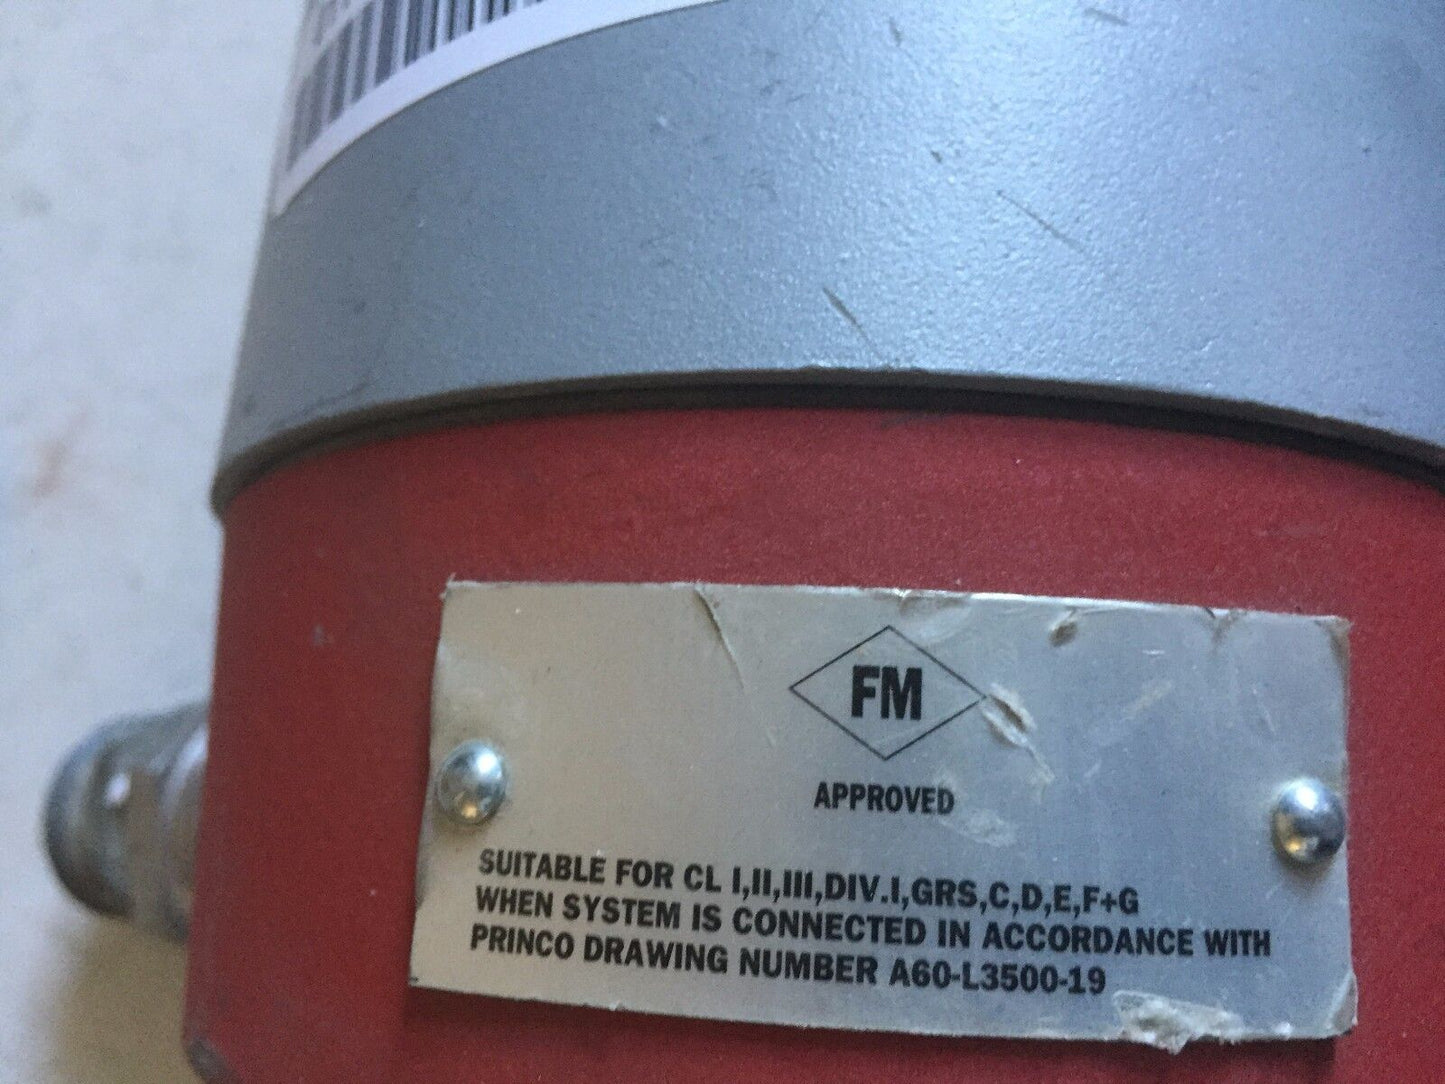 FM
APPROVED
SUITABLE FOR CL I,II,III,DIV.I,GRS,C,D,E,F+G
WHEN SYSTEM IS CONNECTED IN ACCORDANCE WITH
PRINCO DRAWING NUMBER A60-L3500-19